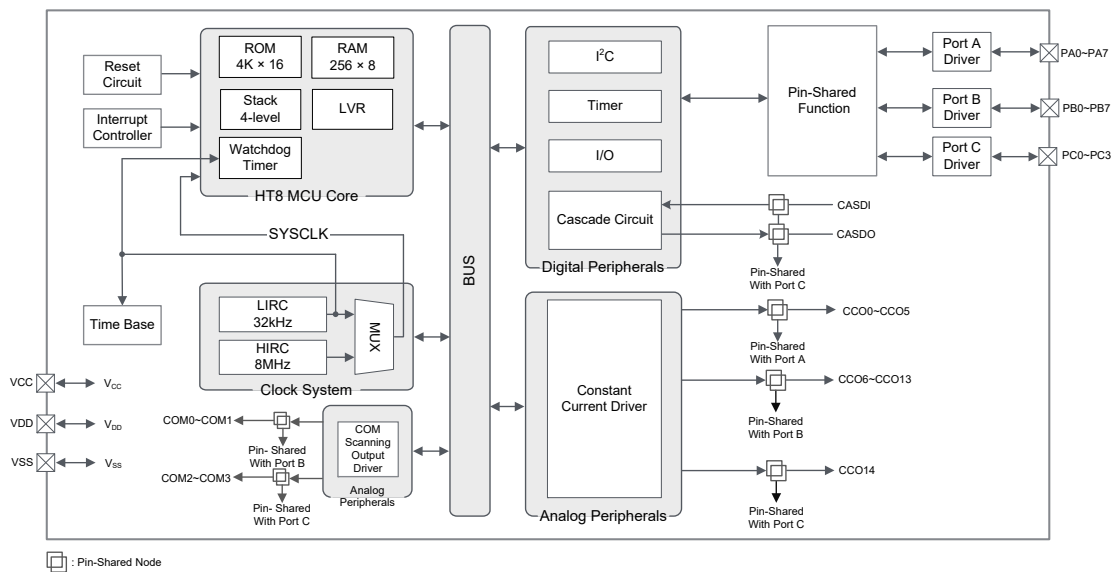 Reset
Circuit
Interrupt
Controller
ROM
4K × 16
RAM
256 × 8
Stack
4-level
LVR
Watchdog
Timer
HT8 MCU Core
SYSCLK
Time Base
LIRC
32kHz
HIRC
8MHz
MUX
Clock System
VCC
VCC
VDD
VDD
VSS
VSS
COM0~COM1
Pin- Shared
With Port B
COM2~COM3
Pin- Shared
With Port C
COM
Scanning
Output
Driver
Analog
Peripherals
BUS
I²C
Timer
I/O
Cascade Circuit
Digital Peripherals
Constant
Current Driver
Analog Peripherals
Pin-Shared
Function
Port A
Driver
PA0~PA7
Port B
Driver
PB0~PB7
Port C
Driver
PC0~PC3
CASDI
CASDO
Pin-Shared
With Port C
CCO0~CCO5
Pin-Shared
With Port A
CCO6~CCO13
Pin-Shared
With Port B
CCO14
Pin-Shared
With Port C
: Pin-Shared Node